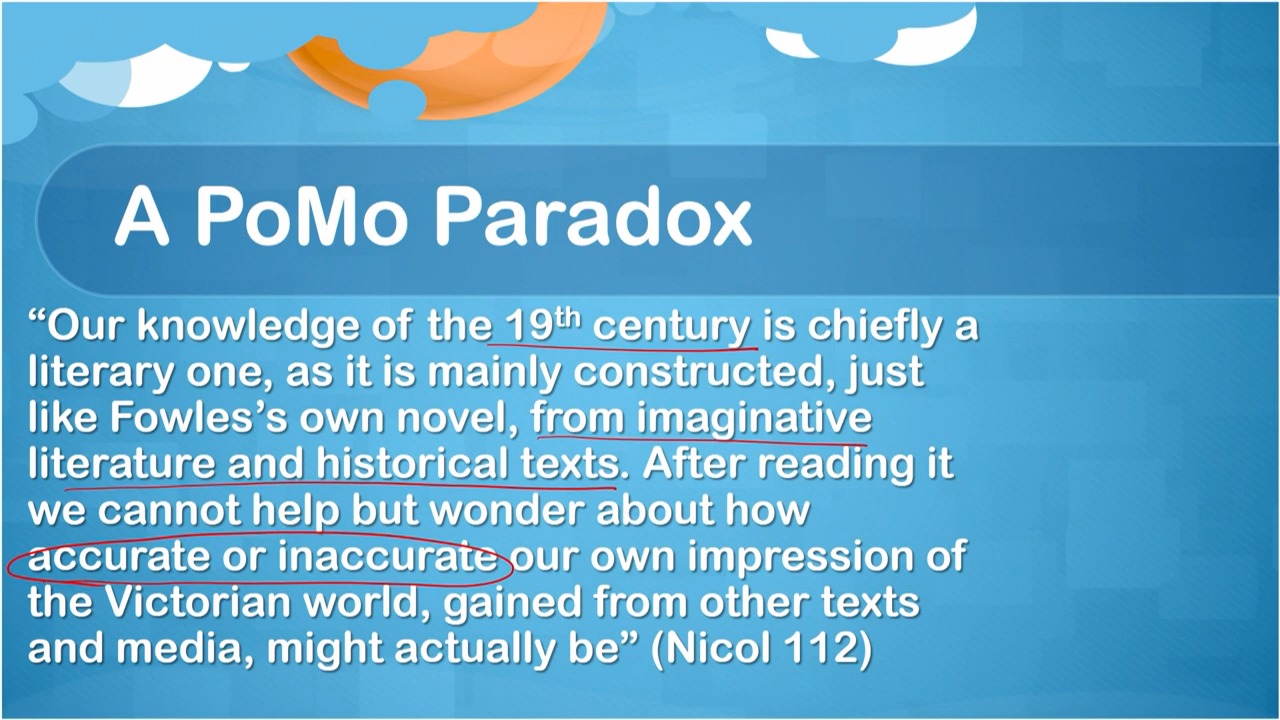 A PoMo Paradox
“Our knowledge of the 19th century is chiefly a
literary one, as it is mainly constructed, just
like Fowles’s own novel, from imaginative
literature and historical texts. After reading it
we cannot help but wonder about how
accurate or inaccurate our own impression of
the Victorian world, gained from other texts
and media, might actually be” (Nicol 112)